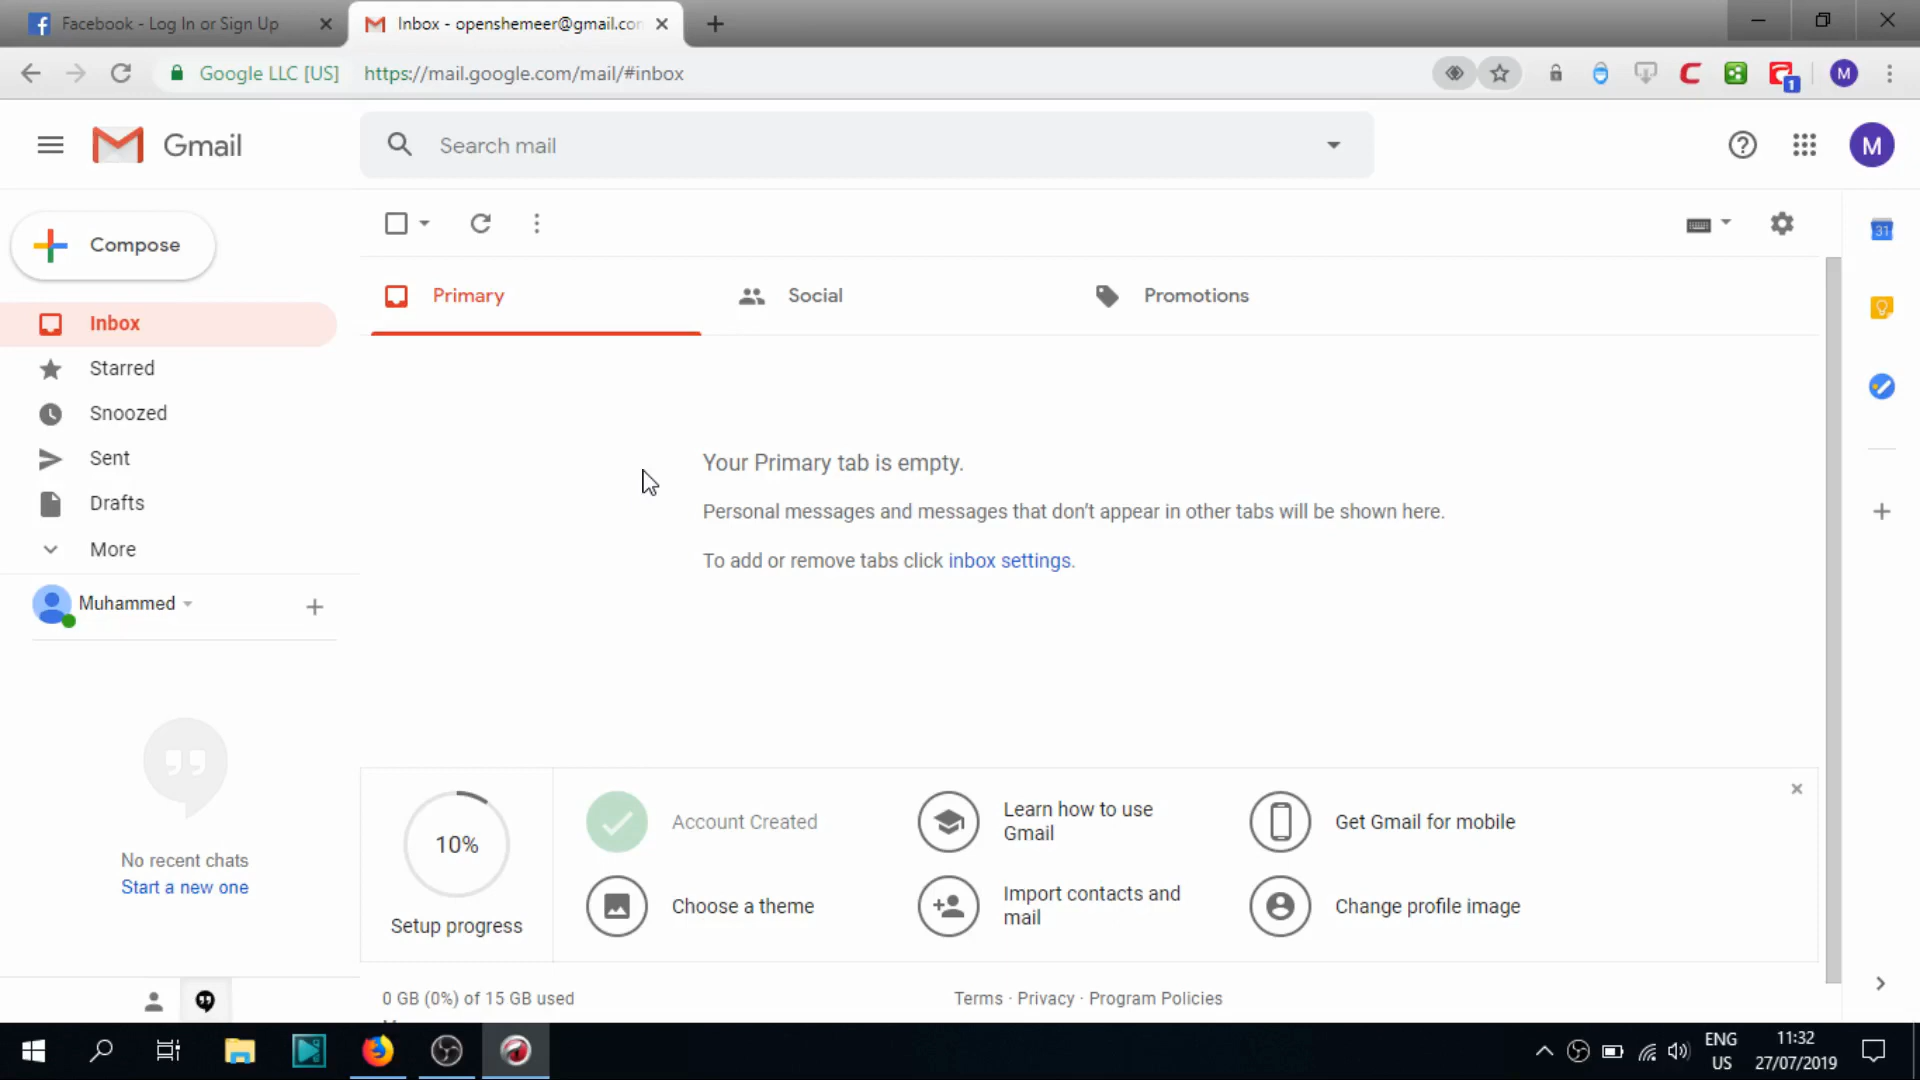 Facebook - Log In or Sign Up
Inbox - openshemeer@gmail.co
Google LLC [US]
https://mail.google.com/mail/#inbox
1
M
Gmail
Search mail
M
Compose
31
Primary
Social
Promotions
Inbox
Starred
Snoozed
Sent
Drafts
More
Your Primary tab is empty.
Personal messages and messages that don't appear in other tabs will be shown here.
To add or remove tabs click inbox settings.
Muhammed
No recent chats
Start a new one
10%
Setup progress
Account Created
Learn how to use
Gmail
Get Gmail for mobile
Choose a theme
Import contacts and
mail
Change profile image
0 GB (0%) of 15 GB used
Terms · Privacy · Program Policies
ENG
US
11:32
27/07/2019